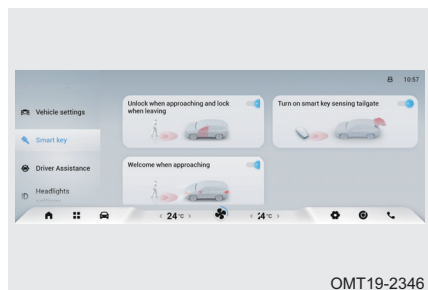 10:57
Vehicle settings
Smart key
Driver Assistance
Headlights
Unlock when approaching and lock
when leaving
Turn on smart key sensing tailgate
Welcome when approaching
< 24 °C >
< 24 °C >
OMT19-2346